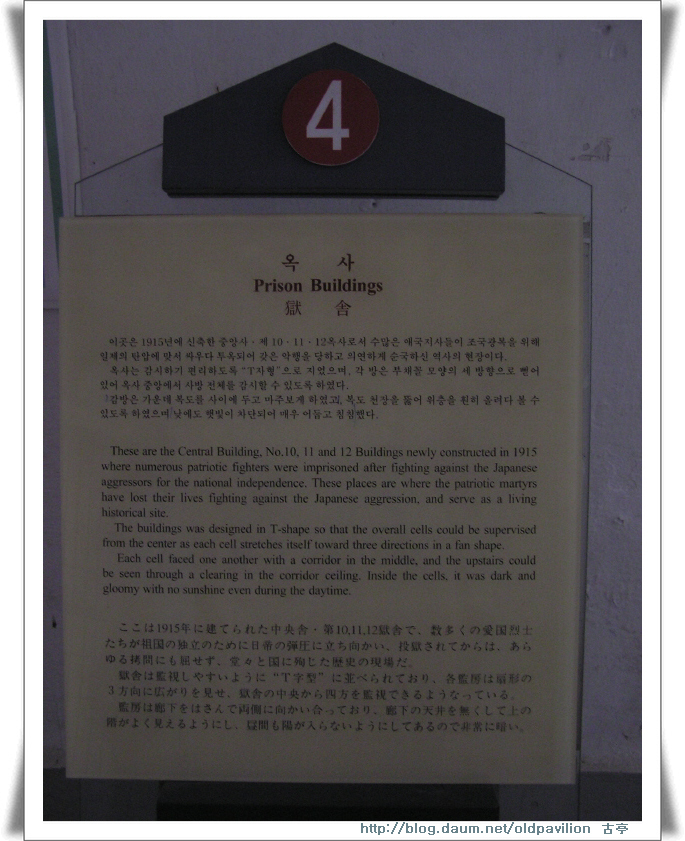 4
옥 사
Prison Buildings
獄 舍
이곳은 1915년에 신축한 중앙사 · 제 10 · 11 · 12옥사로서 수많은 애국지사들이 조국광복을 위해
일제의 탄압에 맞서 싸우다 투옥되어 갖은 악행을 당하고 의연하게 순국하신 역사의 현장이다.
옥사는 감시하기 편리하도록 “T자형”으로 지었으며, 각 방은 부채꼴 모양의 세 방향으로 뻗어
있어 옥사 중앙에서 사방 전체를 감시할 수 있도록 하였다.
감방은 가운데 복도를 사이에 두고 마주보게 하였고, 복도 천장을 뚫어 위층을 훤히 올려다 볼 수
있도록 하였으며 낮에도 햇빛이 차단되어 매우 어둡고 침침했다.
These are the Central Building, No.10, 11 and 12 Buildings newly constructed in 1915
where numerous patriotic fighters were imprisoned after fighting against the Japanese
aggressors for the national independence. These places are where the patriotic martyrs
have lost their lives fighting against the Japanese aggression, and serve as a living
historical site.
The buildings was designed in T-shape so that the overall cells could be supervised
from the center as each cell stretches itself toward three directions in a fan shape.
Each cell faced one another with a corridor in the middle, and the upstairs could
be seen through a clearing in the corridor ceiling. Inside the cells, it was dark and
gloomy with no sunshine even during the daytime.
ここは1915年に建てられた中央舎・第10,11,12獄舎で、数多くの愛国烈士
たちが祖国の独立のために日帝の弾圧に立ち向かい、投獄されてからは、あら
ゆる拷問にも屈せず、堂々と国に殉じた歴史の現場だ。
獄舎は監視しやすいように“T字型”に並べられており、各監房は扇形の
3方向に広がりを見せ、獄舎の中央から四方を監視できるようなっている。
監房は廊下をはさんで両側に向かい合っており、廊下の天井を無くして上の
階がよく見えるようにし、昼間も陽が入らないようにしてあるので非常に暗い。
http://blog.daum.net/oldpavilion 古亭